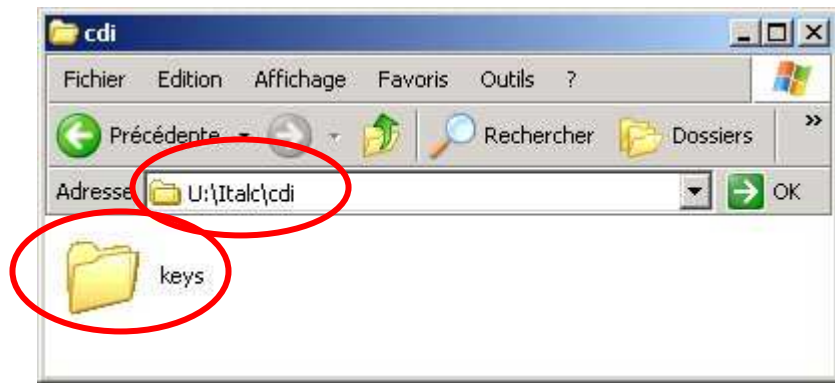 cdi
Fichier Edition Affichage Favoris Outils ?
Précédente Rechercher Dossiers »
Adresse U:\Italc\cdi OK
keys